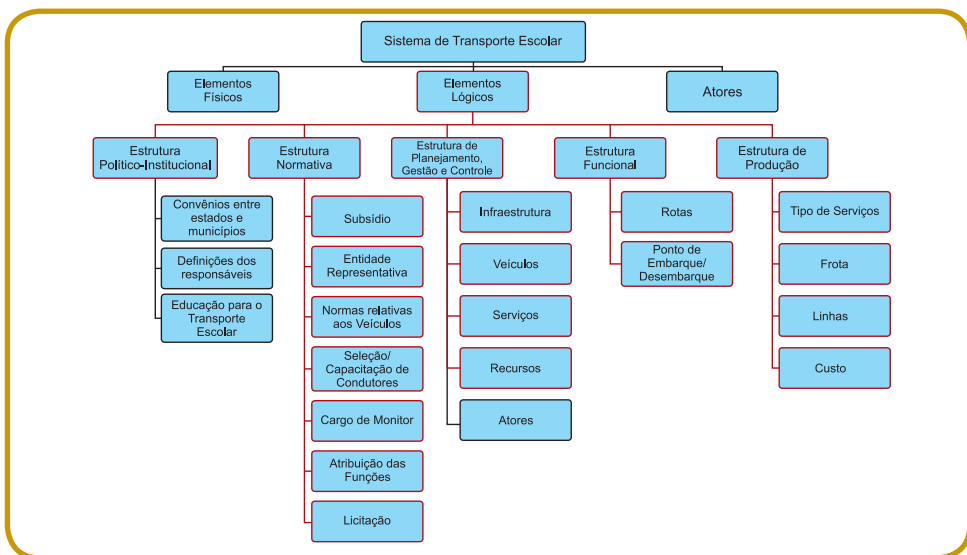 Sistema de Transporte Escolar
Elementos
Físicos
Elementos
Lógicos
Atores
Estrutura
Político-Institucional
Estrutura
Normativa
Estrutura de
Planejamento,
Gestão e Controle
Estrutura
Funcional
Estrutura de
Produção
Convênios entre
estados e
municípios
Definições dos
responsáveis
Educação para o
Transporte
Escolar
Subsídio
Entidade
Representativa
Normas relativas
aos Veículos
Seleção/
Capacitação de
Condutores
Cargo de Monitor
Atribuição das
Funções
Licitação
Infraestrutura
Veículos
Serviços
Recursos
Atores
Rotas
Ponto de
Embarque/
Desembarque
Tipo de Serviços
Frota
Linhas
Custo